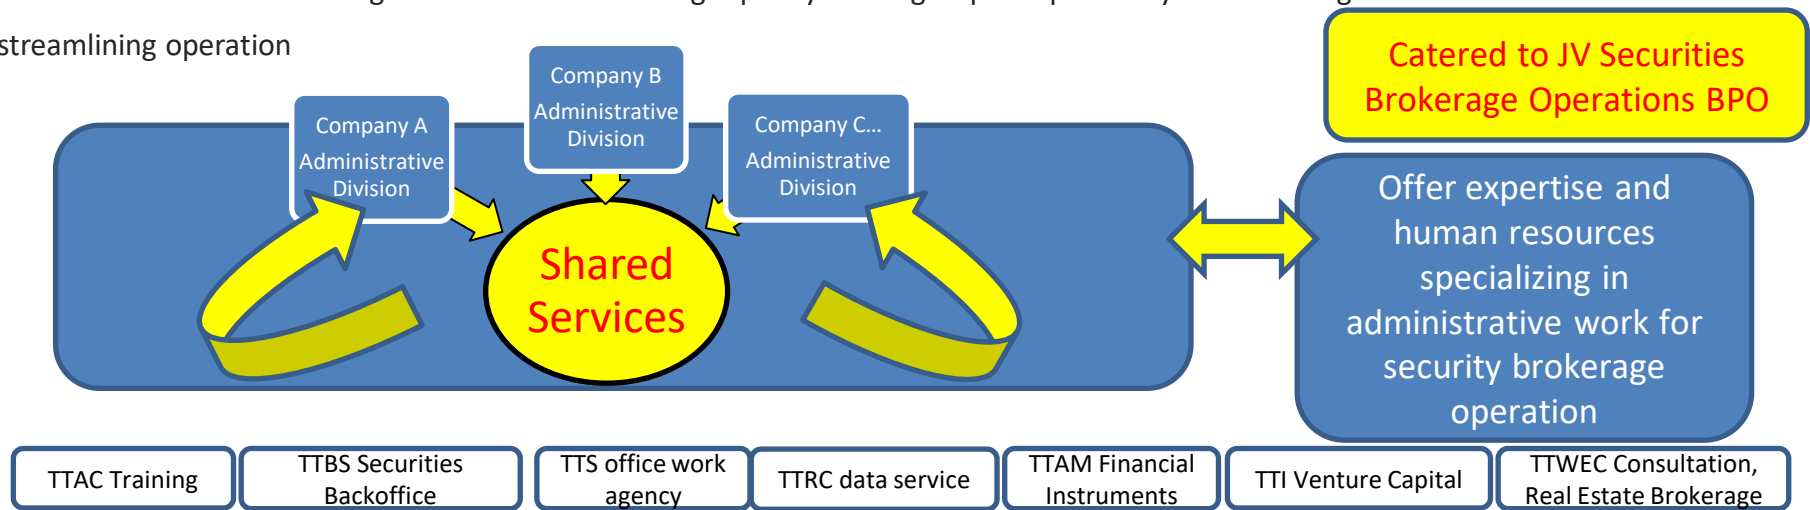 streamlining operation
Company A
Administrative
Division
Company B
Administrative
Division
Company C...
Administrative
Division
Shared
Services
Catered to JV Securities
Brokerage Operations BPO
Offer expertise and
human resources
specializing in
administrative work for
security brokerage
operation
TTAC Training
TTBS Securities
Backoffice
TTS office work
agency
TTRC data service
TTAM Financial
Instruments
TTI Venture Capital
TTWEC Consultation,
Real Estate Brokerage